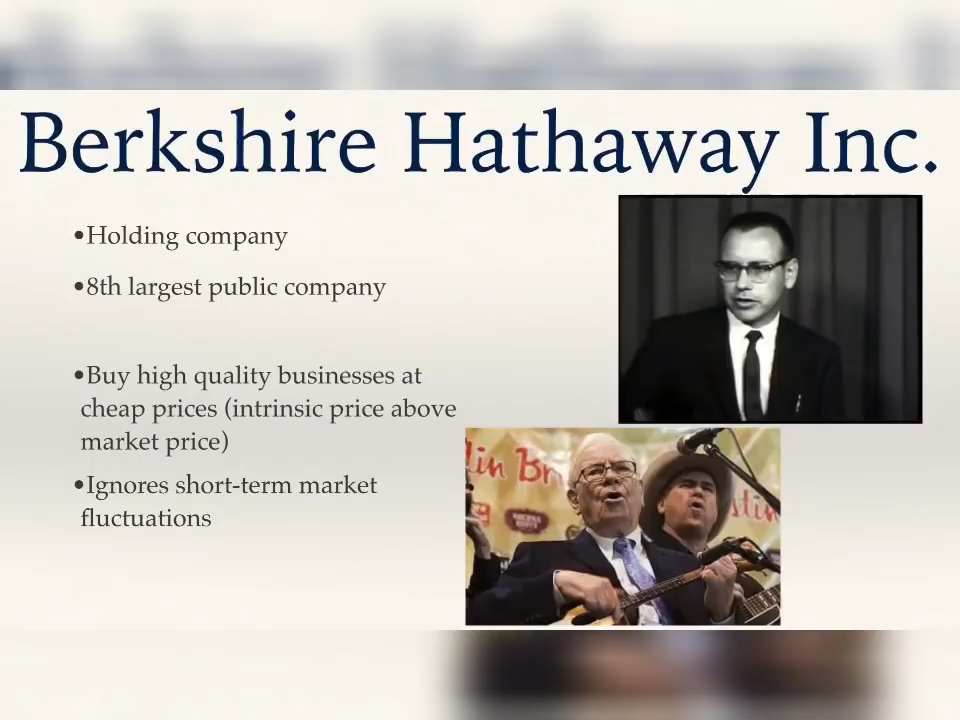 Berkshire Hathaway Inc.
•Holding company
•8th largest public company
•Buy high quality businesses at
cheap prices (intrinsic price above
market price)
•Ignores short-term market
fluctuations